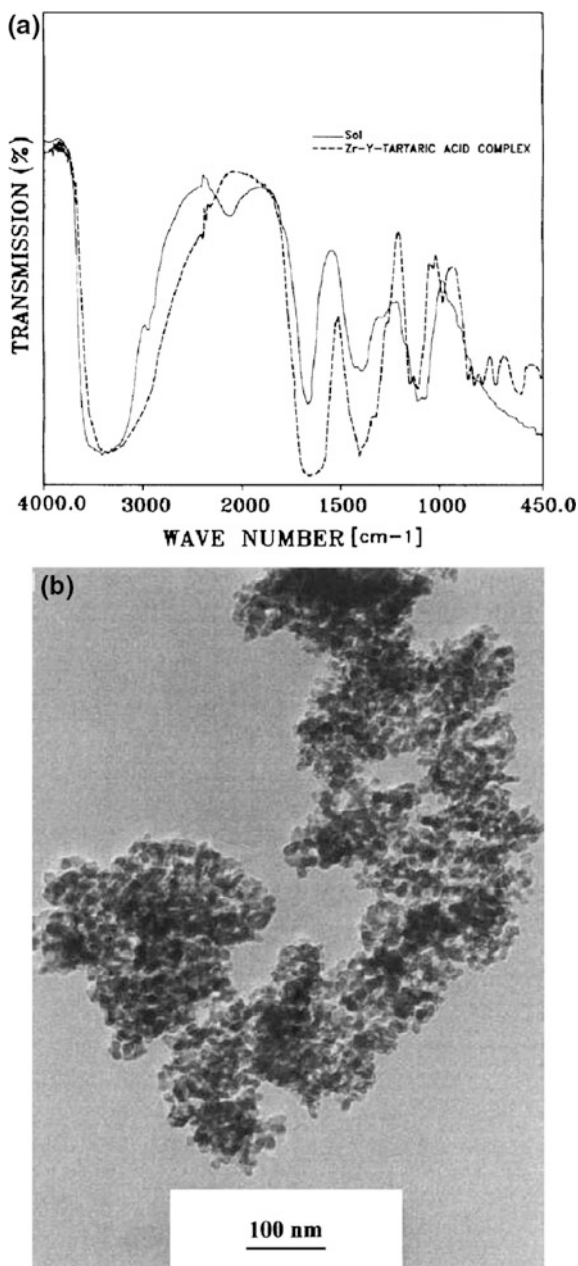 (a)
TRANSMISSION (%)
Sol
Zr-Y-TARTARIC ACID COMPLEX
4000.0 3000 2000 1500 1000 450.0
WAVE NUMBER [cm-1]
(b)
100 nm